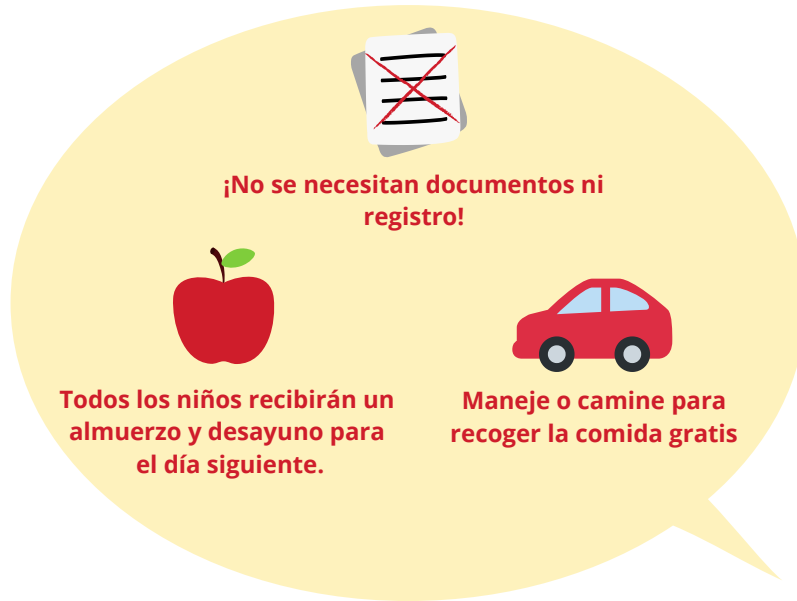 ¡No se necesitan documentos ni
registro!
Todos los niños recibirán un
almuerzo y desayuno para
el día siguiente.
Maneje o camine para
recoger la comida gratis